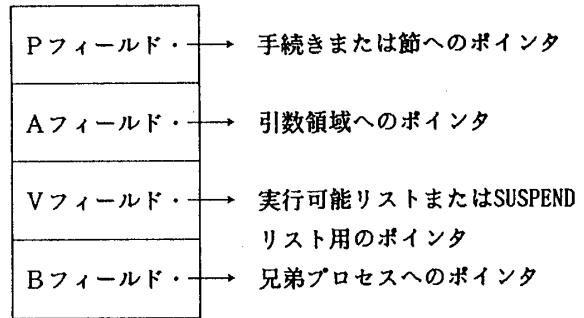 Pフィールド・→ 手続きまたは節へのポインタ
Aフィールド・→ 引数領域へのポインタ
Vフィールド・→ 実行可能リストまたはSUSPEND
リスト用のポインタ
Bフィールド・→ 兄弟プロセスへのポインタ